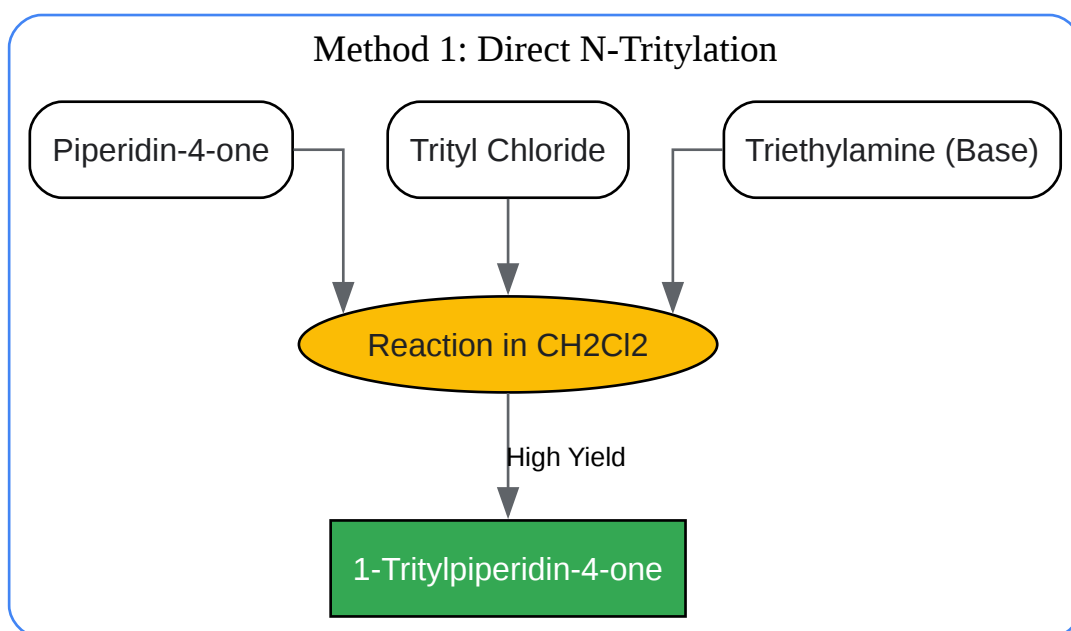 Method 1: Direct N-Tritylation
Piperidin-4-one
Trityl Chloride
Triethylamine (Base)
Reaction in CH2Cl2
High Yield
1-Tritylpiperidin-4-one